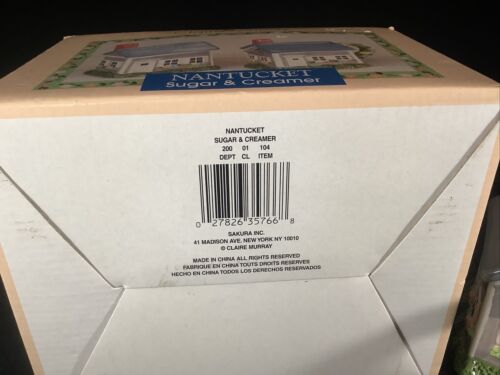 NANTUCKET
Sugar & Creamer
NANTUCKET
SUGAR & CREAMER
200 01 104
DEPT CL ITEM
0 27826 35766 8
SAKURA INC.
41 MADISON AVE. NEW YORK NY 10010
© CLAIRE MURRAY
MADE IN CHINA ALL RIGHTS RESERVED
FABRIQUE EN CHINA TOUTS DROITS RESERVES
HECHO EN CHINA TODOS LOS DERECHOS RESERVADOS